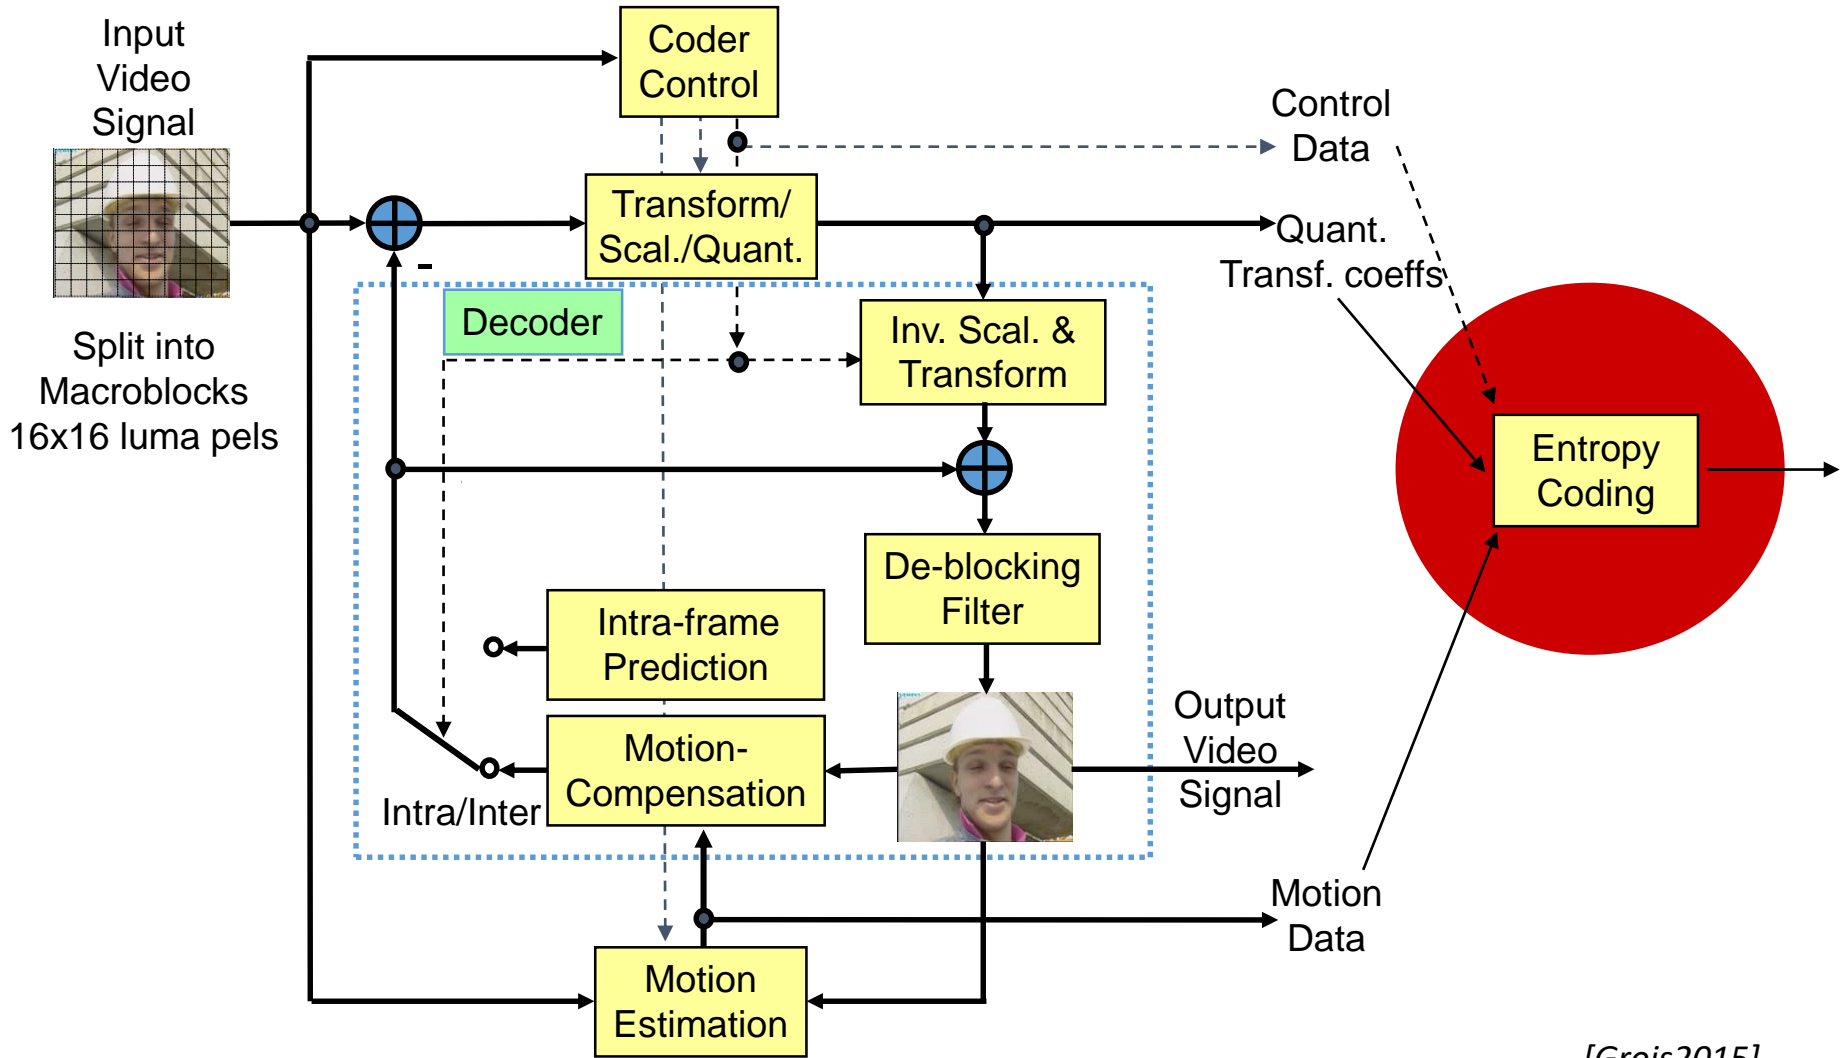 Input
Video
Signal
Split into
Macroblocks
16x16 luma pels
Coder
Control
Transform/
Scal./Quant.
-
Decoder
Inv. Scal. &
Transform
De-blocking
Filter
Intra-frame
Prediction
Motion-
Compensation
Intra/Inter
Motion
Estimation
Control
Data
Quant.
Transf. coeffs
Entropy
Coding
Output
Video
Signal
Motion
Data
[Grois2015]